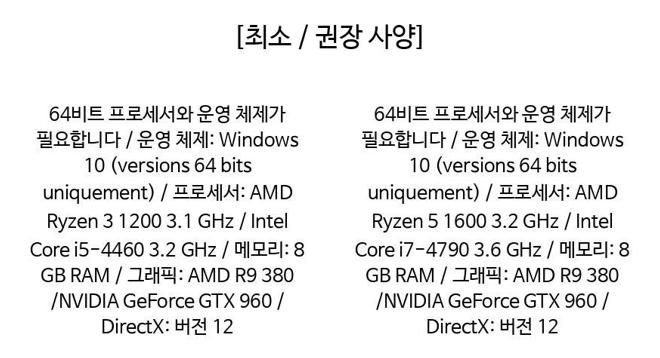 [최소 / 권장 사양]
64비트 프로세서와 운영 체제가
필요합니다 / 운영 체제: Windows
10 (versions 64 bits
uniquement) / 프로세서: AMD
Ryzen 3 1200 3.1 GHz / Intel
Core i5-4460 3.2 GHz / 메모리: 8
GB RAM / 그래픽: AMD R9 380
/NVIDIA GeForce GTX 960 /
DirectX: 버전 12
64비트 프로세서와 운영 체제가
필요합니다 / 운영 체제: Windows
10 (versions 64 bits
uniquement) / 프로세서: AMD
Ryzen 5 1600 3.2 GHz / Intel
Core i7-4790 3.6 GHz / 메모리: 8
GB RAM / 그래픽: AMD R9 380
/NVIDIA GeForce GTX 960 /
DirectX: 버전 12